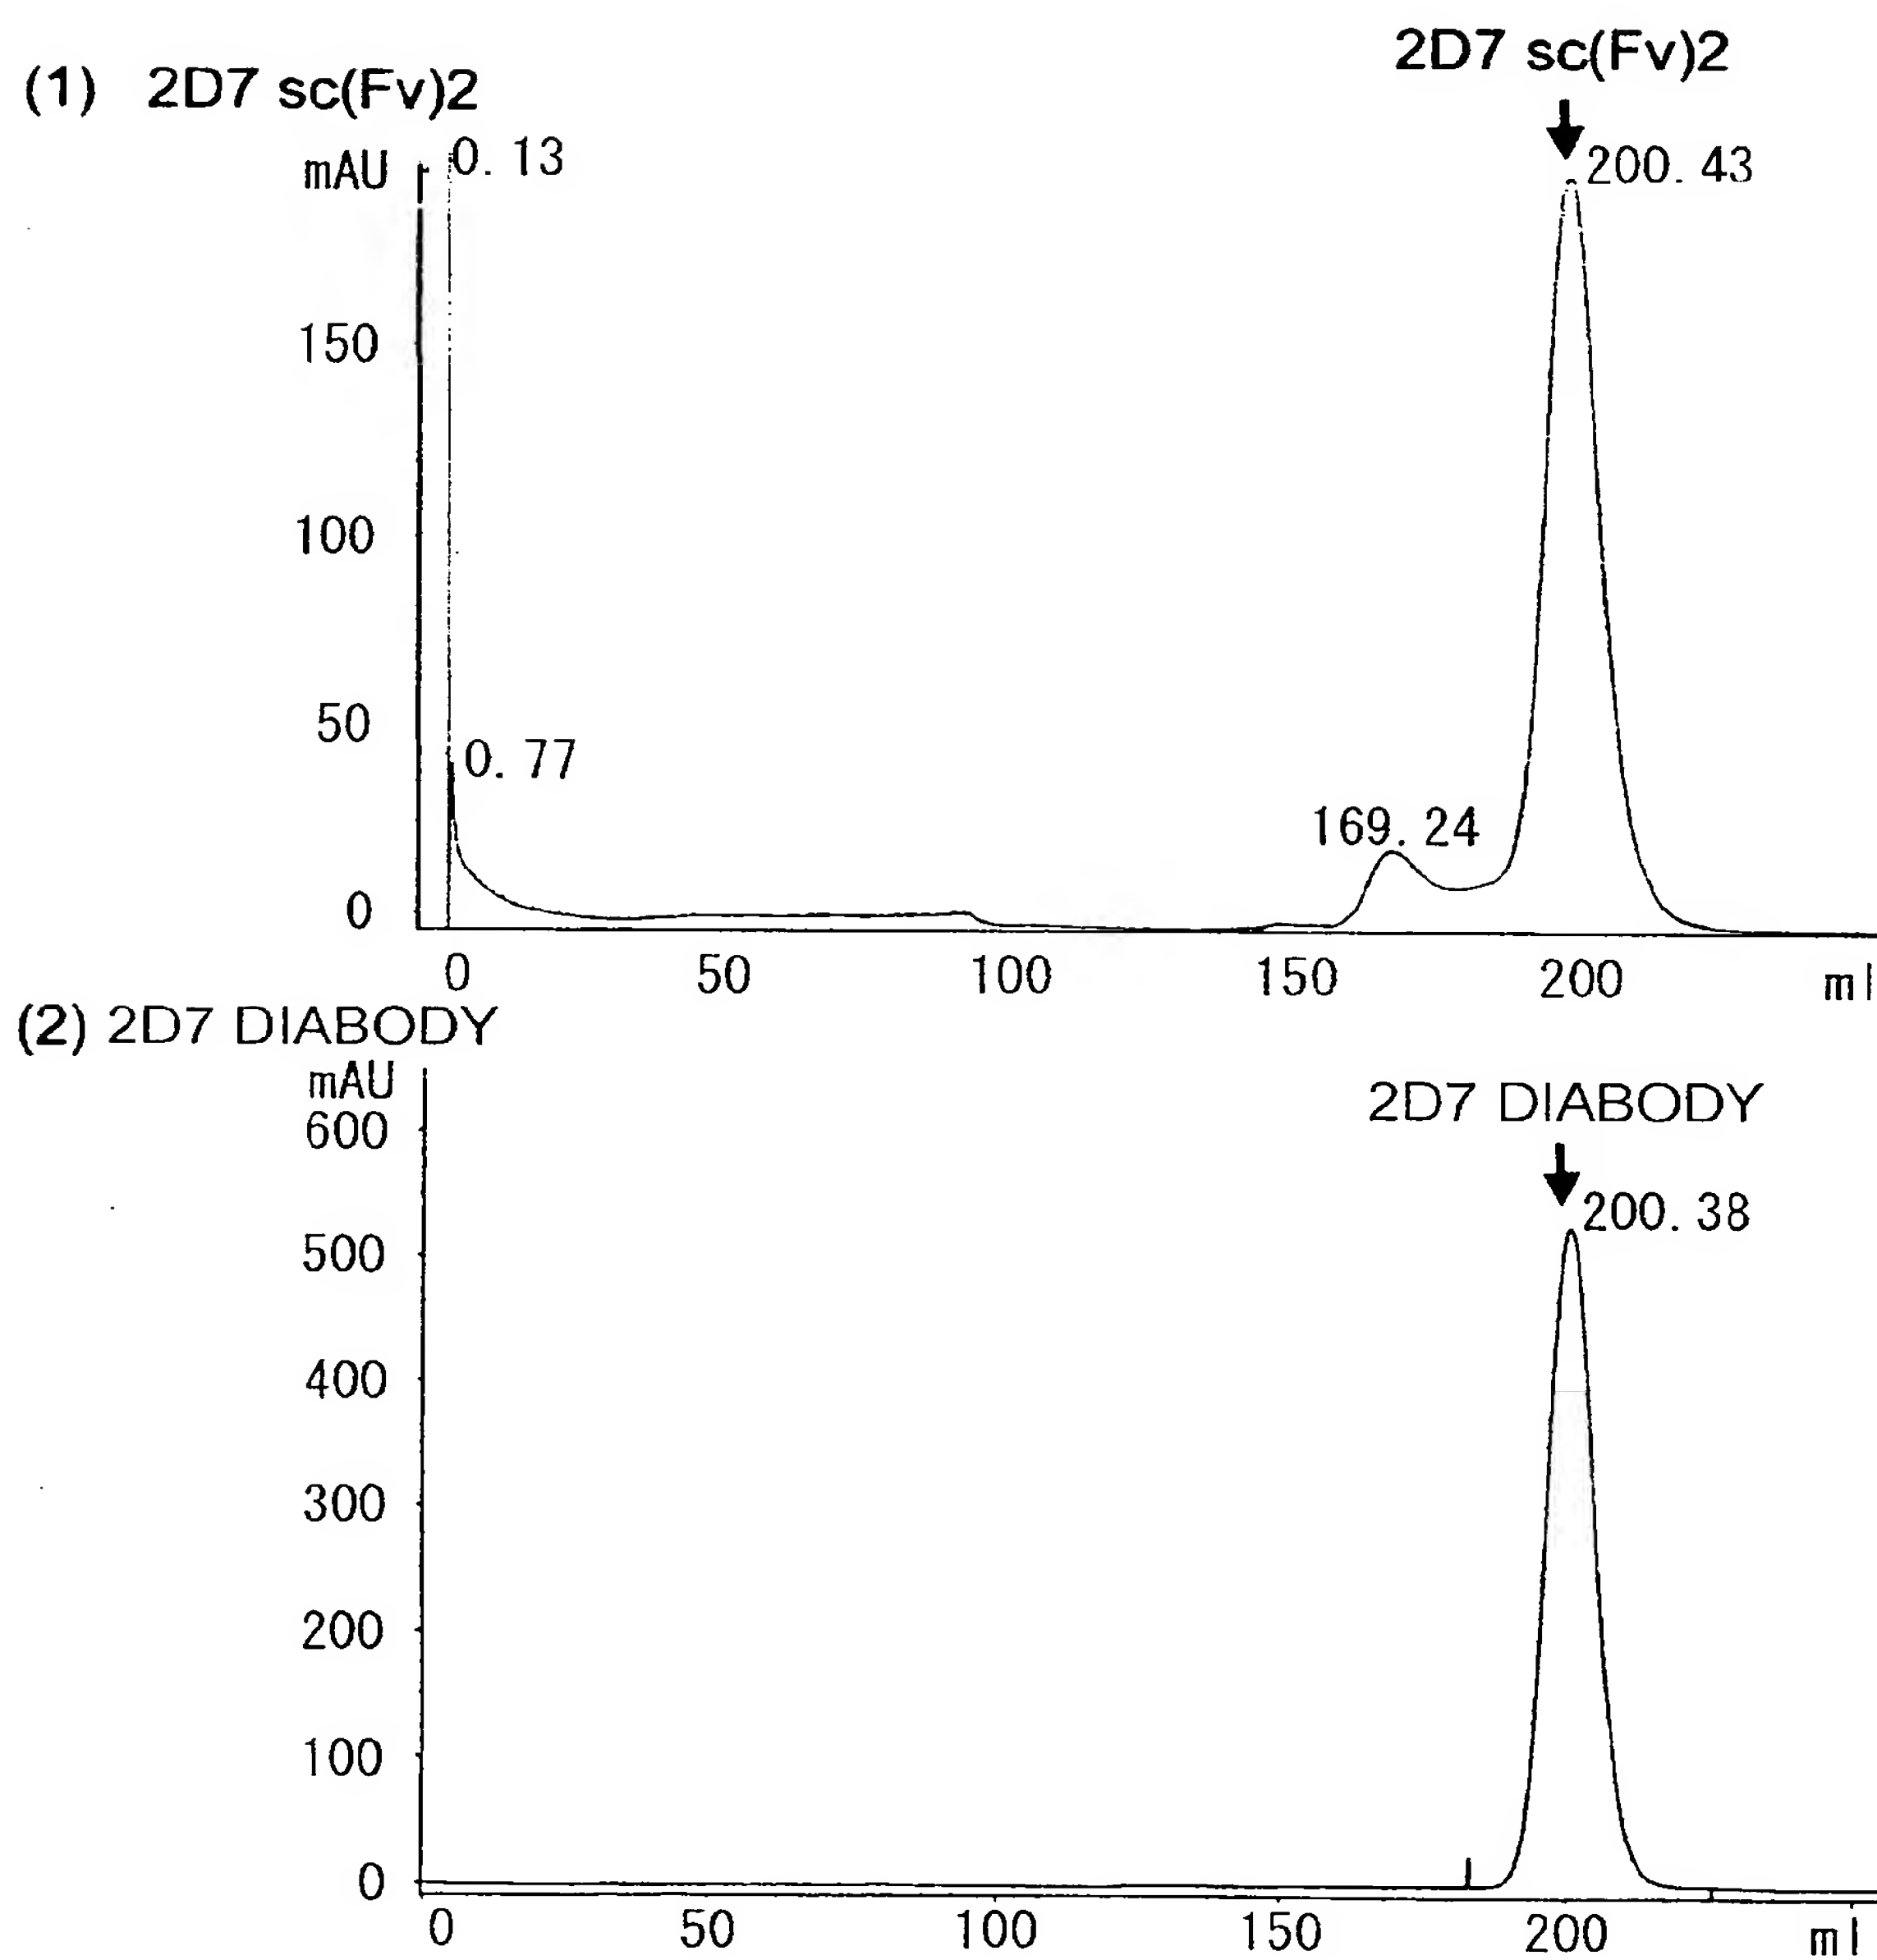 2D7 sc(Fv)2
(1) 2D7 sc(Fv)2
mAU
0.13
200.43
150
100
50
0.77
169.24
0
0 50 100 150 200 ml
(2) 2D7 DIABODY
mAU
2D7 DIABODY
600
200.38
500
400
300
200
100
0
0 50 100 150 200 ml